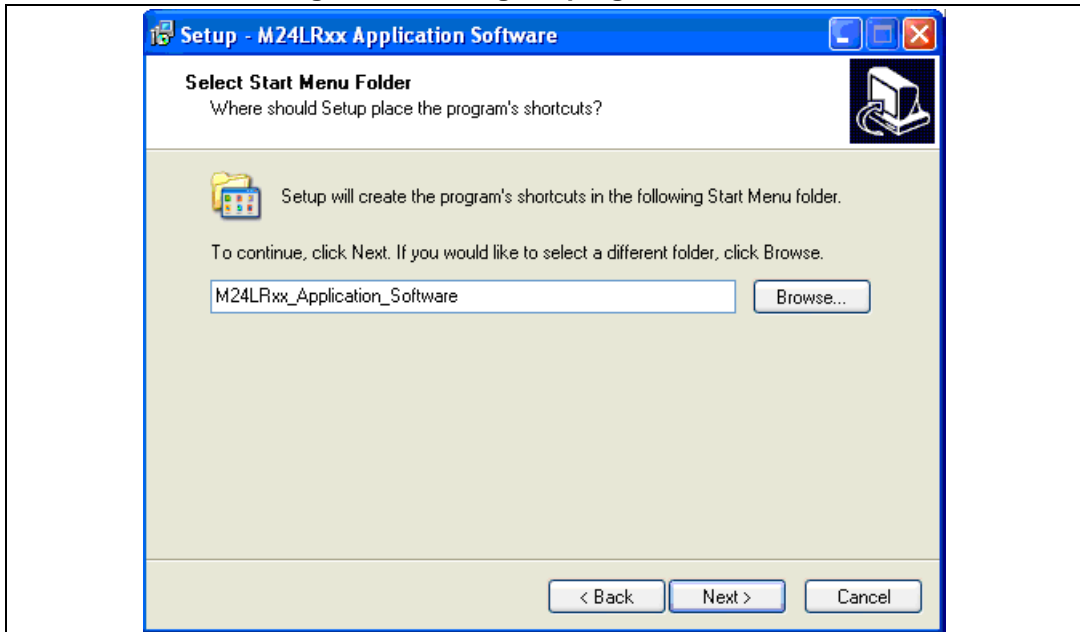 Setup - M24LRxx Application Software
Select Start Menu Folder
Where should Setup place the program's shortcuts?
Setup will create the program's shortcuts in the following Start Menu folder.
To continue, click Next. If you would like to select a different folder, click Browse.
M24LRxx_Application_Software
Browse...
< Back
Next >
Cancel